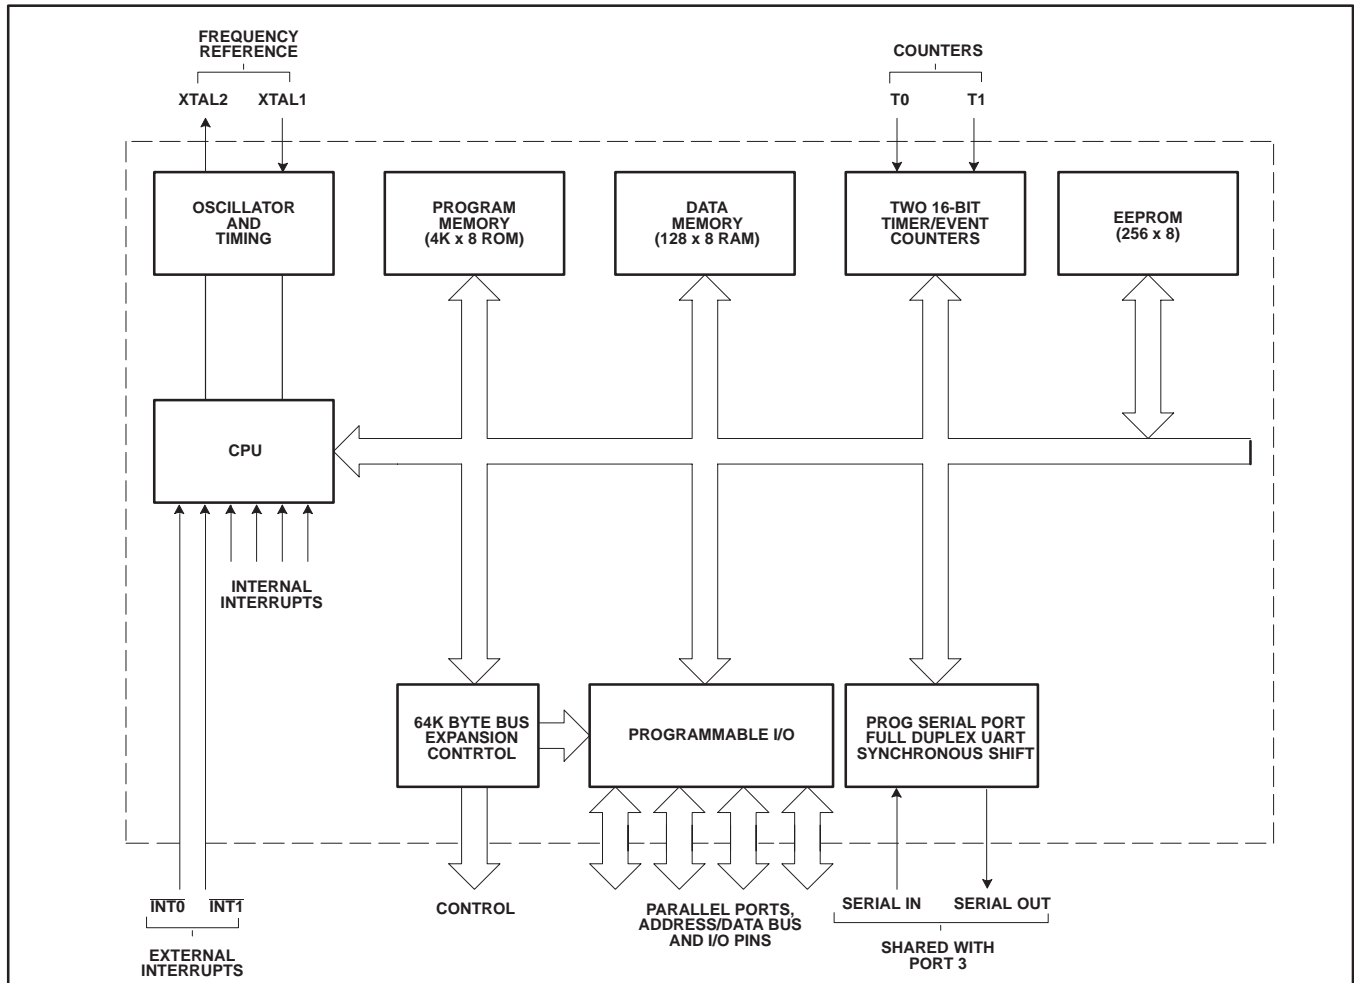 FREQUENCY
REFERENCE
COUNTERS
XTAL2 XTAL1
T0 T1
OSCILLATOR
AND
TIMING
PROGRAM
MEMORY
(4K x 8 ROM)
DATA
MEMORY
(128 x 8 RAM)
TWO 16-BIT
TIMER/EVENT
COUNTERS
EEPROM
(256 x 8)
CPU
INTERNAL
INTERRUPTS
64K BYTE BUS
EXPANSION
CONTRTOL
PROGRAMMABLE I/O
PROG SERIAL PORT
FULL DUPLEX UART
SYNCHRONOUS SHIFT
INT0 INT1
EXTERNAL
INTERRUPTS
CONTROL
PARALLEL PORTS,
ADDRESS/DATA BUS
AND I/O PINS
SERIAL IN SERIAL OUT
SHARED WITH
PORT 3